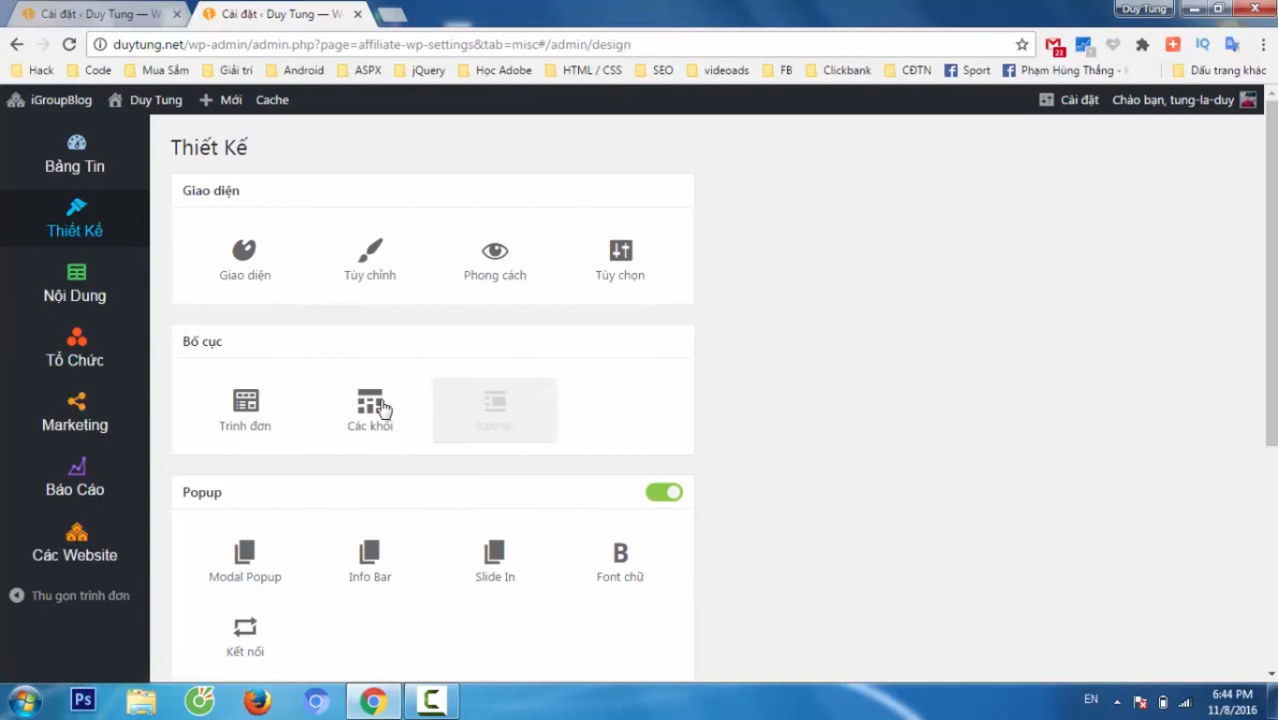 Cài đặt ‹ Duy Tung — W
Cài đặt ‹ Duy Tung — W
Duy Tung
duytung.net/wp-admin/admin.php?page=affiliate-wp-settings&tab=misc#/admin/design
23
Hack
Code
Mua Sắm
Giải trí
Android
ASPX
jQuery
Học Adobe
HTML / CSS
SEO
videoads
FB
Clickbank
CĐTN
Sport
Phạm Hùng Thắng -
Dấu trang khác
iGroupBlog
Duy Tung
Mới
Cache
Cài đặt
Chào bạn, tung-la-duy
Bảng Tin
Thiết Kế
Nội Dung
Tổ Chức
Marketing
Báo Cáo
Các Website
Thu gọn trình đơn
Thiết Kế
Giao diện
Giao diện
Tùy chỉnh
Phong cách
Tùy chọn
Bố cục
Trình đơn
Các khối
Popup
Modal Popup
Info Bar
Slide In
B
Font chữ
Kết nối
Ps
EN
6:44 PM
11/8/2016